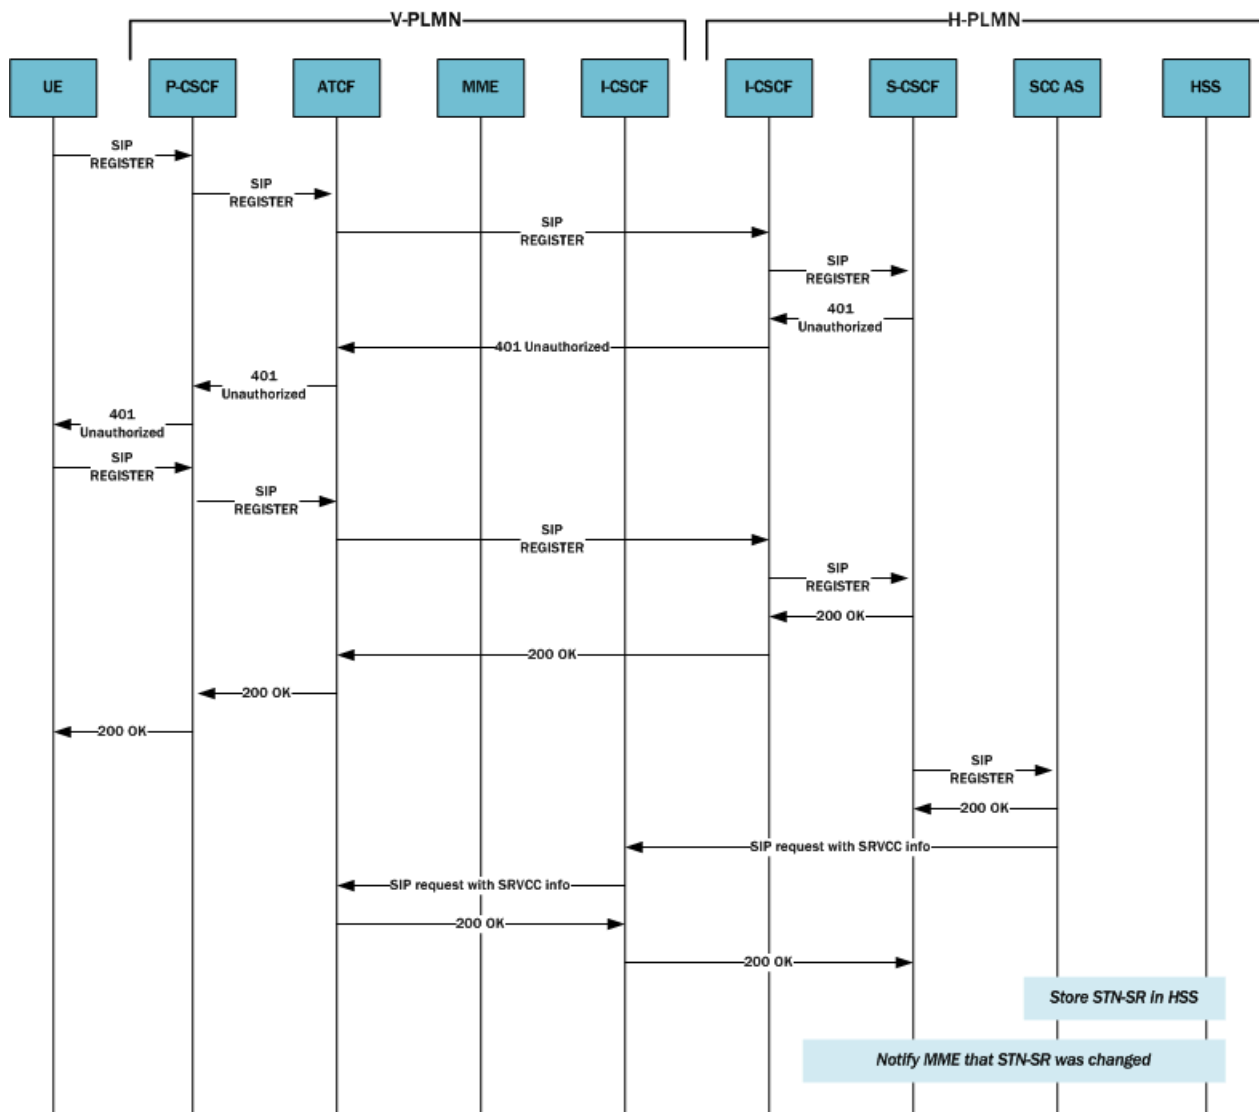 V-PLMN
H-PLMN
UE
P-CSCF
ATCF
MME
I-CSCF
I-CSCF
S-CSCF
SCC AS
HSS
SIP
REGISTER
SIP
REGISTER
SIP
REGISTER
SIP
REGISTER
401
Unauthorized
401 Unauthorized
401
Unauthorized
401
Unauthorized
SIP
REGISTER
SIP
REGISTER
SIP
REGISTER
SIP
REGISTER
200 OK
200 OK
200 OK
200 OK
SIP
REGISTER
200 OK
SIP request with SRVCC info
SIP request with SRVCC info
200 OK
200 OK
Store STN-SR in HSS
Notify MME that STN-SR was changed